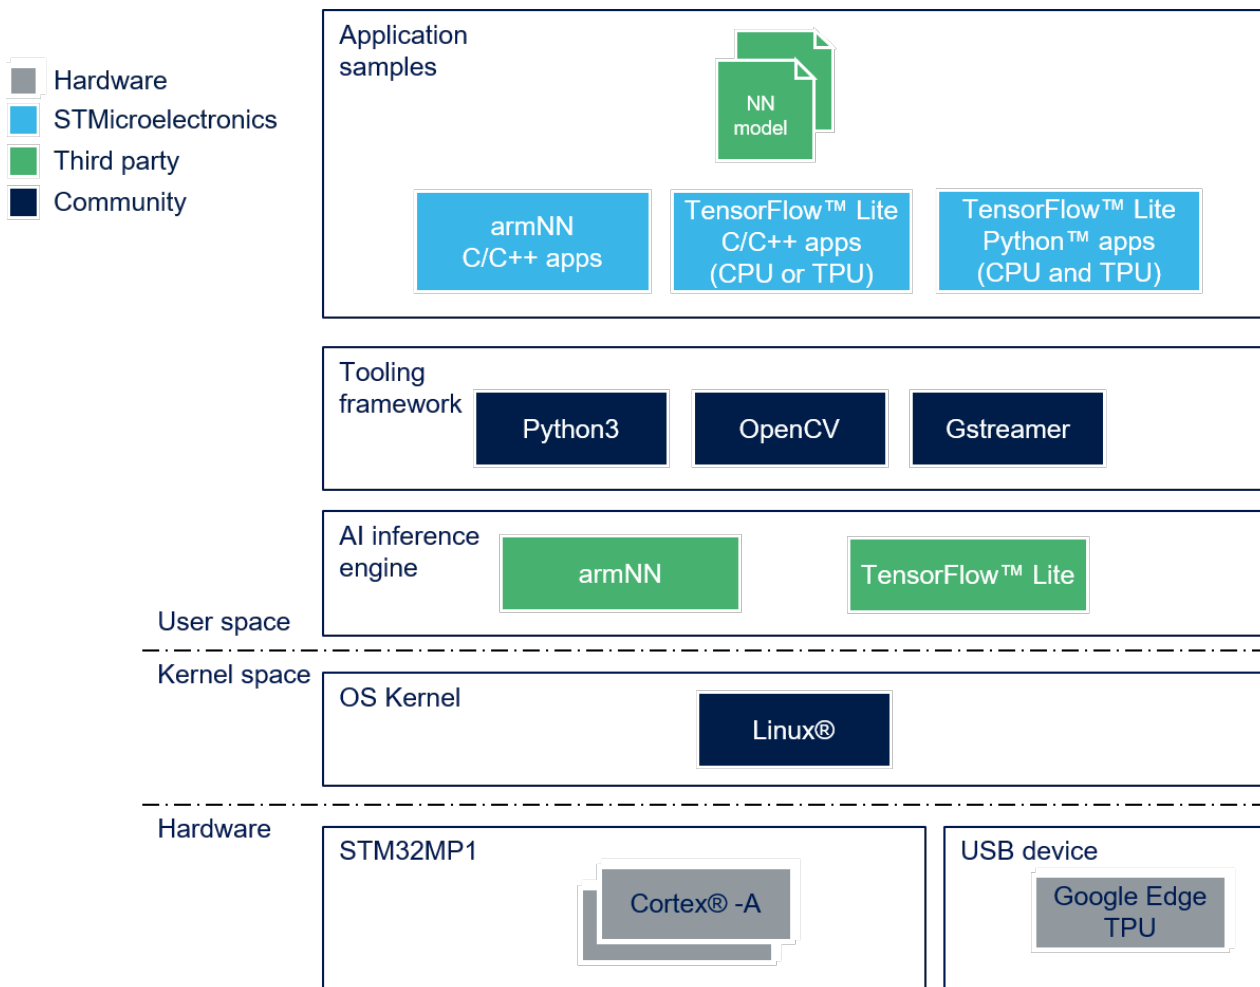 Hardware
STMicroelectronics
Third party
Community
Application
samples
NN
model
armNN
C/C++ apps
TensorFlow™ Lite
C/C++ apps
(CPU or TPU)
TensorFlow™ Lite
Python™ apps
(CPU and TPU)
Tooling
framework
Python3
OpenCV
Gstreamer
AI inference
engine
armNN
TensorFlow™ Lite
User space
Kernel space
OS Kernel
Linux®
Hardware
STM32MP1
Cortex® -A
USB device
Google Edge
TPU